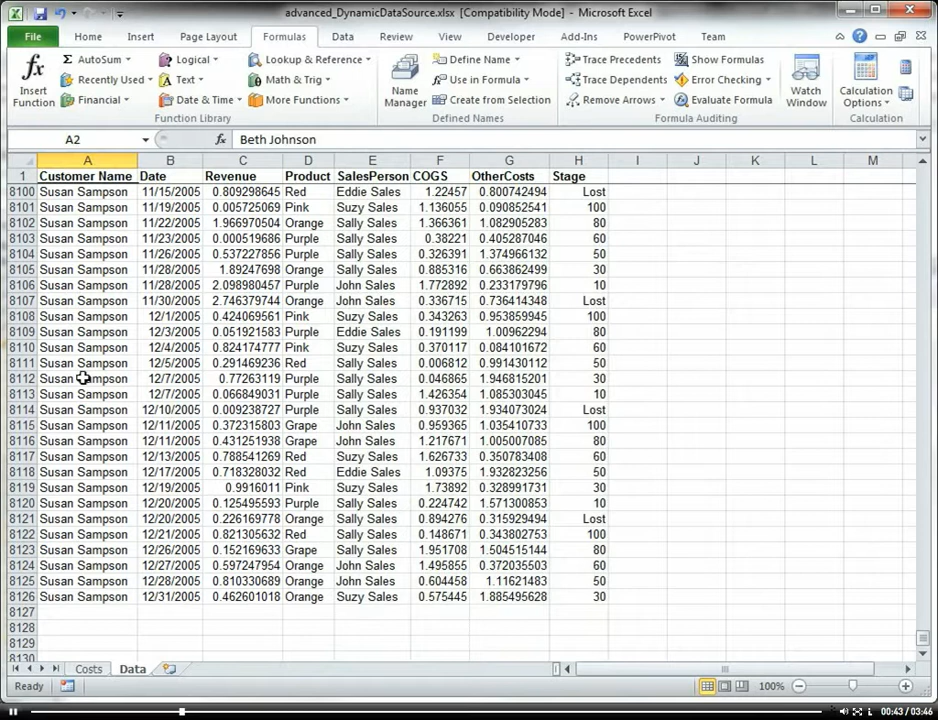 advanced_DynamicDataSource.xlsx [Compatibility Mode] - Microsoft Excel
File Home Insert Page Layout Formulas Data Review View Developer Add-Ins PowerPivot Team
AutoSum Logical Lookup & Reference Define Name Trace Precedents Show Formulas
Recently Used Text Math & Trig Use in Formula Trace Dependents Error Checking
Financial Date & Time More Functions Create from Selection Remove Arrows Evaluate Formula
fx Insert Function Name Manager Watch Window Calculation Options
Function Library Defined Names Formula Auditing Calculation
A2 fx Beth Johnson
A B C D E F G H I J K L M
1 Customer Name Date Revenue Product SalesPerson COGS OtherCosts Stage
8100 Susan Sampson 11/15/2005 0.809298645 Red Eddie Sales 1.22457 0.800742494 Lost
8101 Susan Sampson 11/19/2005 0.005725069 Pink Suzy Sales 1.136055 0.090852541 100
8102 Susan Sampson 11/22/2005 1.966970504 Orange Sally Sales 1.366361 1.082905283 80
8103 Susan Sampson 11/23/2005 0.000519686 Purple Sally Sales 0.38221 0.405287046 60
8104 Susan Sampson 11/26/2005 0.537227856 Purple Sally Sales 0.326391 1.374966132 50
8105 Susan Sampson 11/28/2005 1.89247698 Orange Sally Sales 0.885316 0.663862499 30
8106 Susan Sampson 11/28/2005 2.098980457 Purple John Sales 1.772892 0.233179796 10
8107 Susan Sampson 11/30/2005 2.746379744 Orange John Sales 0.336715 0.736414348 Lost
8108 Susan Sampson 12/1/2005 0.424069561 Pink Suzy Sales 0.343263 0.953859945 100
8109 Susan Sampson 12/3/2005 0.051921583 Purple Eddie Sales 0.191199 1.00962294 80
8110 Susan Sampson 12/4/2005 0.824174777 Pink Suzy Sales 0.370117 0.084101672 60
8111 Susan Sampson 12/5/2005 0.291469236 Red Sally Sales 0.006812 0.991430112 50
8112 Susan Sampson 12/7/2005 0.77263119 Purple Sally Sales 0.046865 1.946815201 30
8113 Susan Sampson 12/7/2005 0.066849031 Purple Sally Sales 1.426354 1.085303045 10
8114 Susan Sampson 12/10/2005 0.009238727 Purple Sally Sales 0.937032 1.934073024 Lost
8115 Susan Sampson 12/11/2005 0.372315803 Grape John Sales 0.959365 1.035410733 100
8116 Susan Sampson 12/11/2005 0.431251938 Grape John Sales 1.217671 1.005007085 80
8117 Susan Sampson 12/13/2005 0.788541269 Red Suzy Sales 1.626733 0.350783408 60
8118 Susan Sampson 12/17/2005 0.718328032 Red Eddie Sales 1.09375 1.932823256 50
8119 Susan Sampson 12/19/2005 0.9916011 Pink Suzy Sales 1.73892 0.328991731 30
8120 Susan Sampson 12/20/2005 0.125495593 Purple Sally Sales 0.224742 1.571300853 10
8121 Susan Sampson 12/20/2005 0.226169778 Orange Sally Sales 0.894276 0.315929494 Lost
8122 Susan Sampson 12/21/2005 0.821305632 Red Sally Sales 0.148671 0.343802753 100
8123 Susan Sampson 12/26/2005 0.152169633 Grape Sally Sales 1.951708 1.504515144 80
8124 Susan Sampson 12/27/2005 0.597247954 Orange Sally Sales 1.495855 0.372035503 60
8125 Susan Sampson 12/28/2005 0.810330689 Orange John Sales 0.604458 1.11621483 50
8126 Susan Sampson 12/31/2005 0.462601018 Orange Suzy Sales 0.575445 1.885495628 30
8127
8128
8129
8130
Costs Data
Ready 100%
00:43 / 03:46